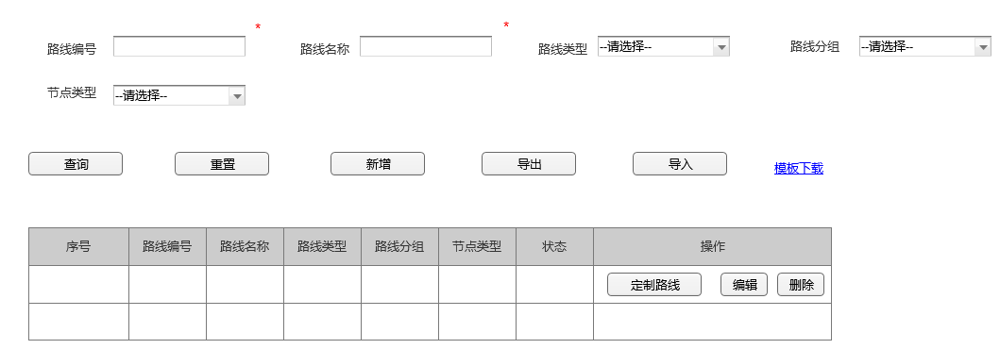 * *
路线编号 路线名称 路线类型 --请选择-- 路线分组 --请选择--
节点类型 --请选择--
查询 重置 新增 导出 导入 模板下载
序号 路线编号 路线名称 路线类型 路线分组 节点类型 状态 操作
定制路线 编辑 删除